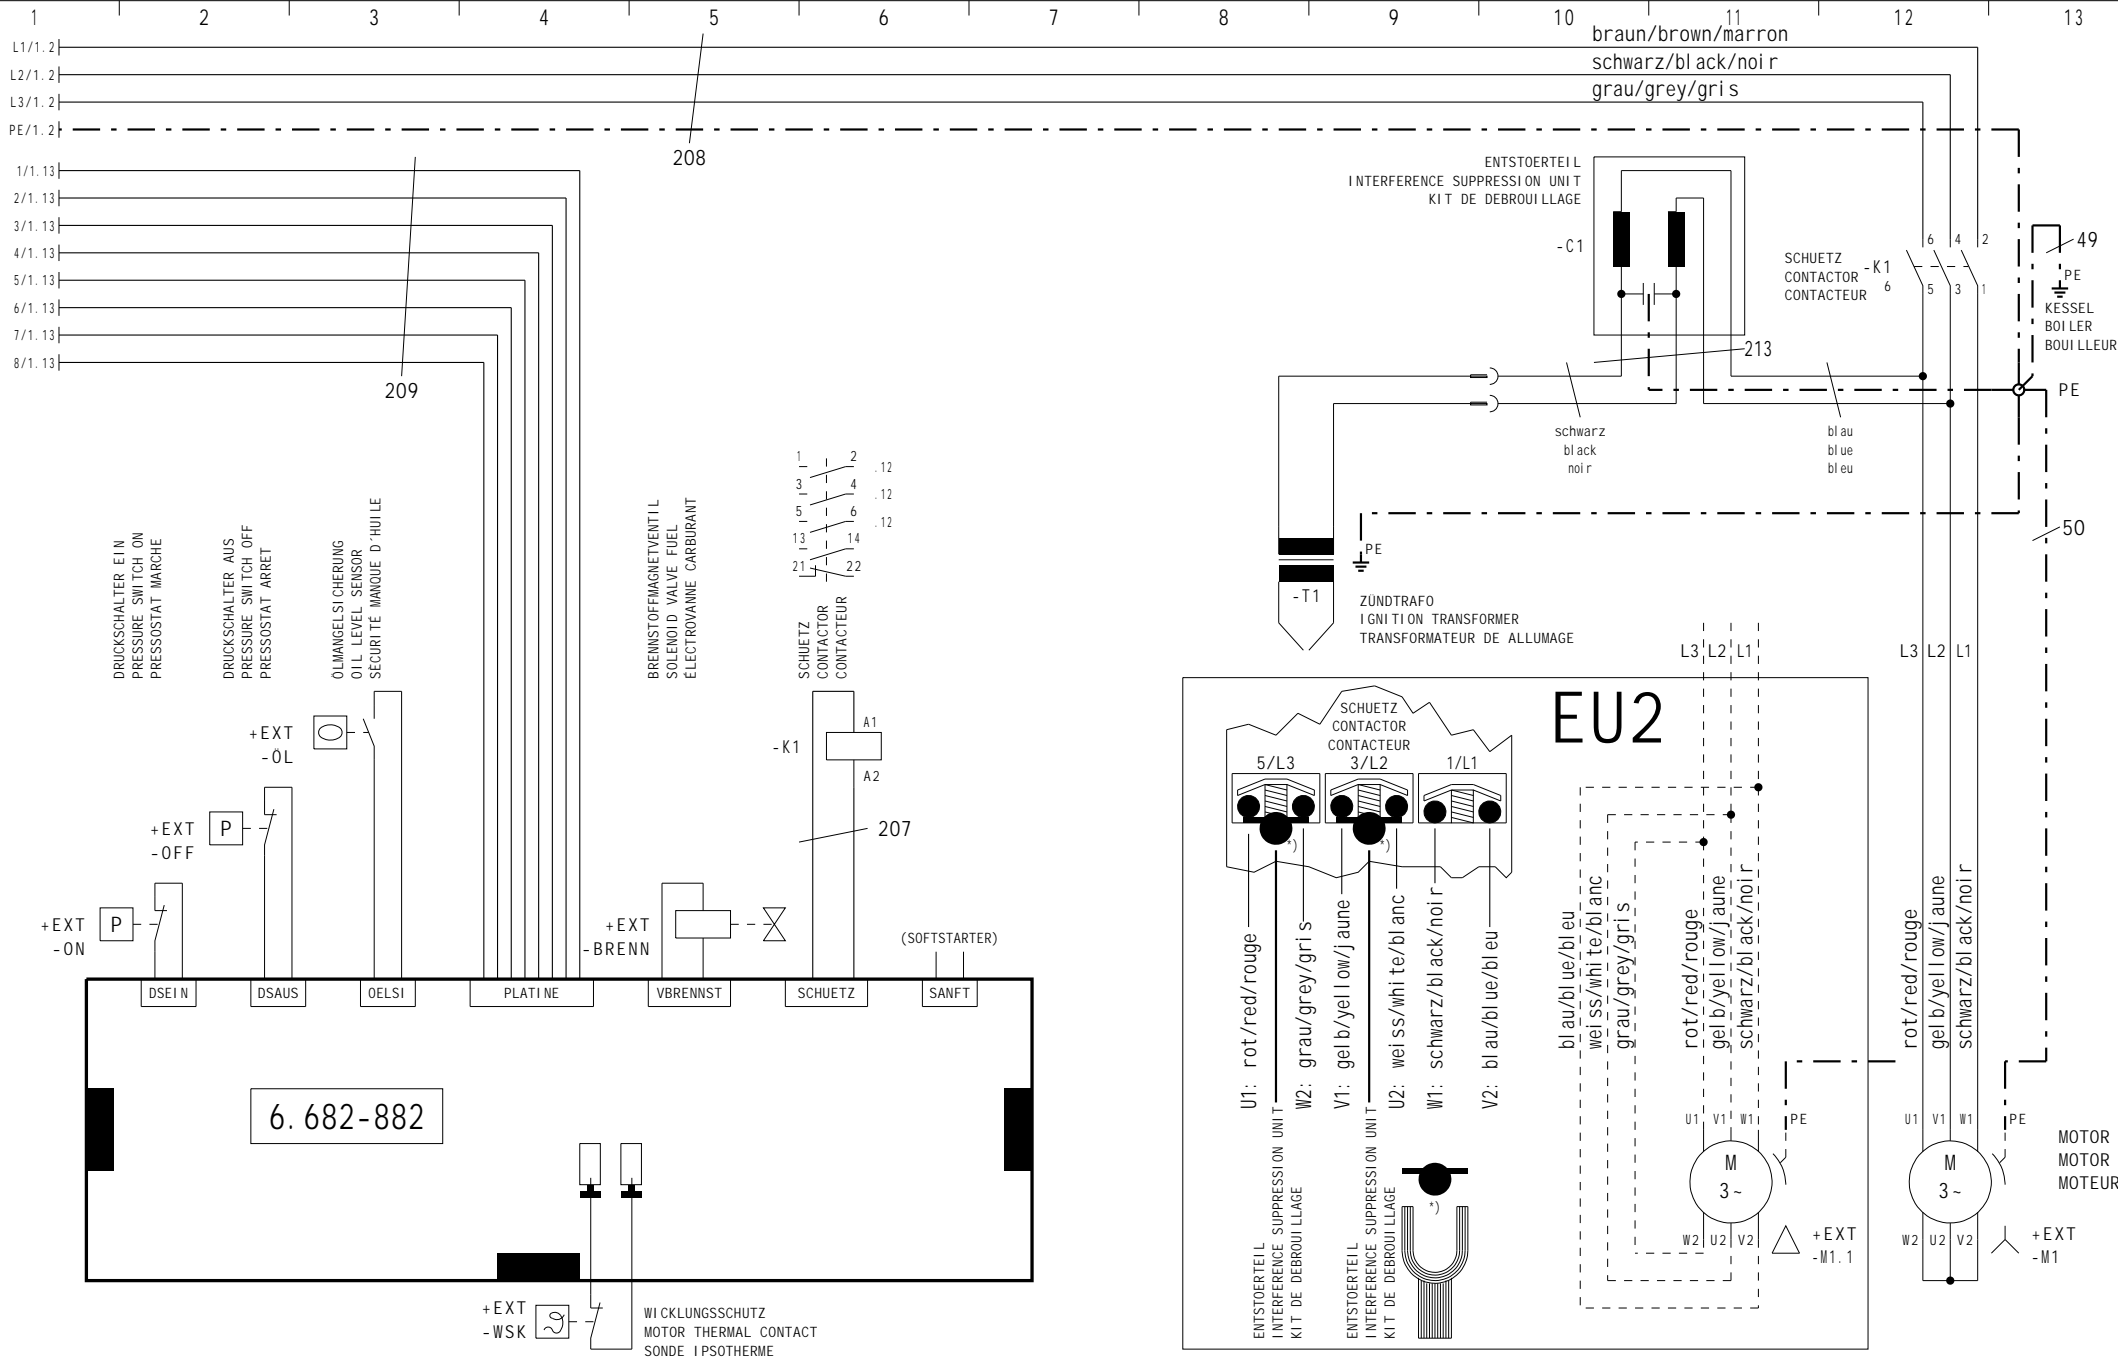 1 2 3 4 5 6 7 8 9 10 11 12 13
L1/1.2
L2/1.2
L3/1.2
PE/1.2
braun/brown/marron
schwarz/black/noir
grau/grey/gris
208
1/1.13
2/1.13
3/1.13
4/1.13
5/1.13
6/1.13
7/1.13
8/1.13
209
ENTSTOERTEIL
INTERFERENCE SUPPRESSION UNIT
KIT DE DEBROUILLAGE
-C1
SCHUETZ
CONTACTOR
CONTACTEUR
-K1
6
6 4 2
5 3 1
49
PE
KESSEL
BOILER
BOUILLEUR
213
PE
schwarz
black
noir
blau
blue
bleu
50
1 2 .12
3 4 .12
5 6 .12
13 14
21 22
DRUCKSCHALTER EIN
PRESSURE SWITCH ON
PRESSOSTAT MARCHE
DRUCKSCHALTER AUS
PRESSURE SWITCH OFF
PRESSOSTAT ARRET
ÖLMANGELSICHERUNG
OIL LEVEL SENSOR
SÉCURITÉ MANQUE D´HUILE
BRENNSTOFFMAGNETVENTIL
SOLENOID VALVE FUEL
ÉLECTROVANNE CARBURANT
SCHUETZ
CONTACTOR
CONTACTEUR
PE
-T1
ZÜNDTRAFO
IGNITION TRANSFORMER
TRANSFORMATEUR DE ALLUMAGE
+EXT
-ÖL
+EXT
-OFF
P
+EXT
-ON
P
-K1
A1
A2
207
+EXT
-BRENN
(SOFTSTARTER)
DSEIN
DSAUS
OELSI
PLATINE
VBRENNST
SCHUETZ
SANFT
6.682-882
+EXT
-WSK
WICKLUNGSSCHUTZ
MOTOR THERMAL CONTACT
SONDE IPSOTHERME
EU2
SCHUETZ
CONTACTOR
CONTACTEUR
5/L3 3/L2 1/L1
*) *)
U1: rot/red/rouge
W2: grau/grey/gris
V1: gelb/yellow/jaune
U2: weiss/white/blanc
W1: schwarz/black/noir
V2: blau/blue/bleu
ENTSTOERTEIL
INTERFERENCE SUPPRESSION UNIT
KIT DE DEBROUILLAGE
ENTSTOERTEIL
INTERFERENCE SUPPRESSION UNIT
KIT DE DEBROUILLAGE
*)
L3 L2 L1
blau/blue/bleu
weiss/white/blanc
grau/grey/gris
rot/red/rouge
gelb/yellow/jaune
schwarz/black/noir
U1 V1 W1
PE
M
3~
W2 U2 V2
+EXT
-M1.1
L3 L2 L1
rot/red/rouge
gelb/yellow/jaune
schwarz/black/noir
U1 V1 W1
PE
M
3~
W2 U2 V2
+EXT
-M1
MOTOR
MOTOR
MOTEUR